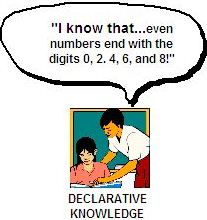 "I know that...even
numbers end with the
digits 0, 2. 4, 6, and 8!"
DECLARATIVE
KNOWLEDGE